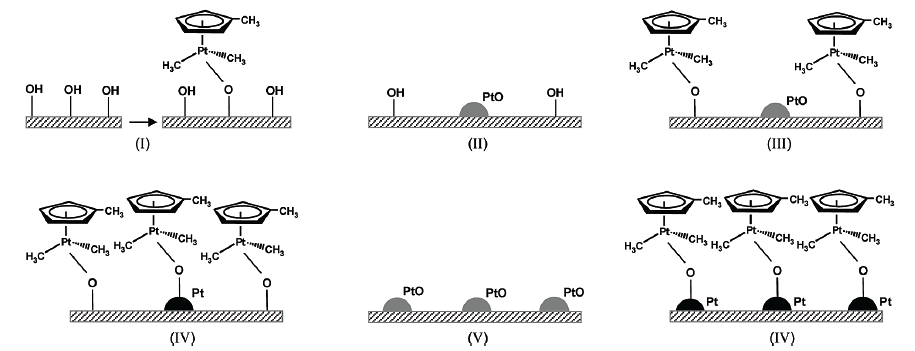 CH₃
Pt
H₃C CH₃
OH OH OH
OH O OH
(I)
PtO
OH OH
(II)
CH₃ CH₃
Pt Pt
H₃C CH₃ H₃C CH₃
O PtO O
(III)
CH₃ CH₃ CH₃
Pt Pt Pt
H₃C CH₃ H₃C CH₃ H₃C CH₃
O O O
Pt
(IV)
PtO PtO PtO
(V)
CH₃ CH₃ CH₃
Pt Pt Pt
H₃C CH₃ H₃C CH₃ H₃C CH₃
O O O
Pt Pt Pt
(IV)